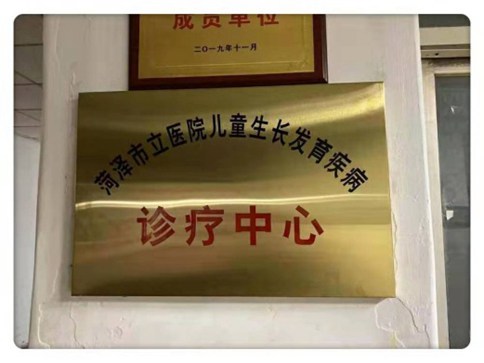 成员单位
二〇一九年十一月
菏泽市立医院儿童生长发育疾病
诊疗中心